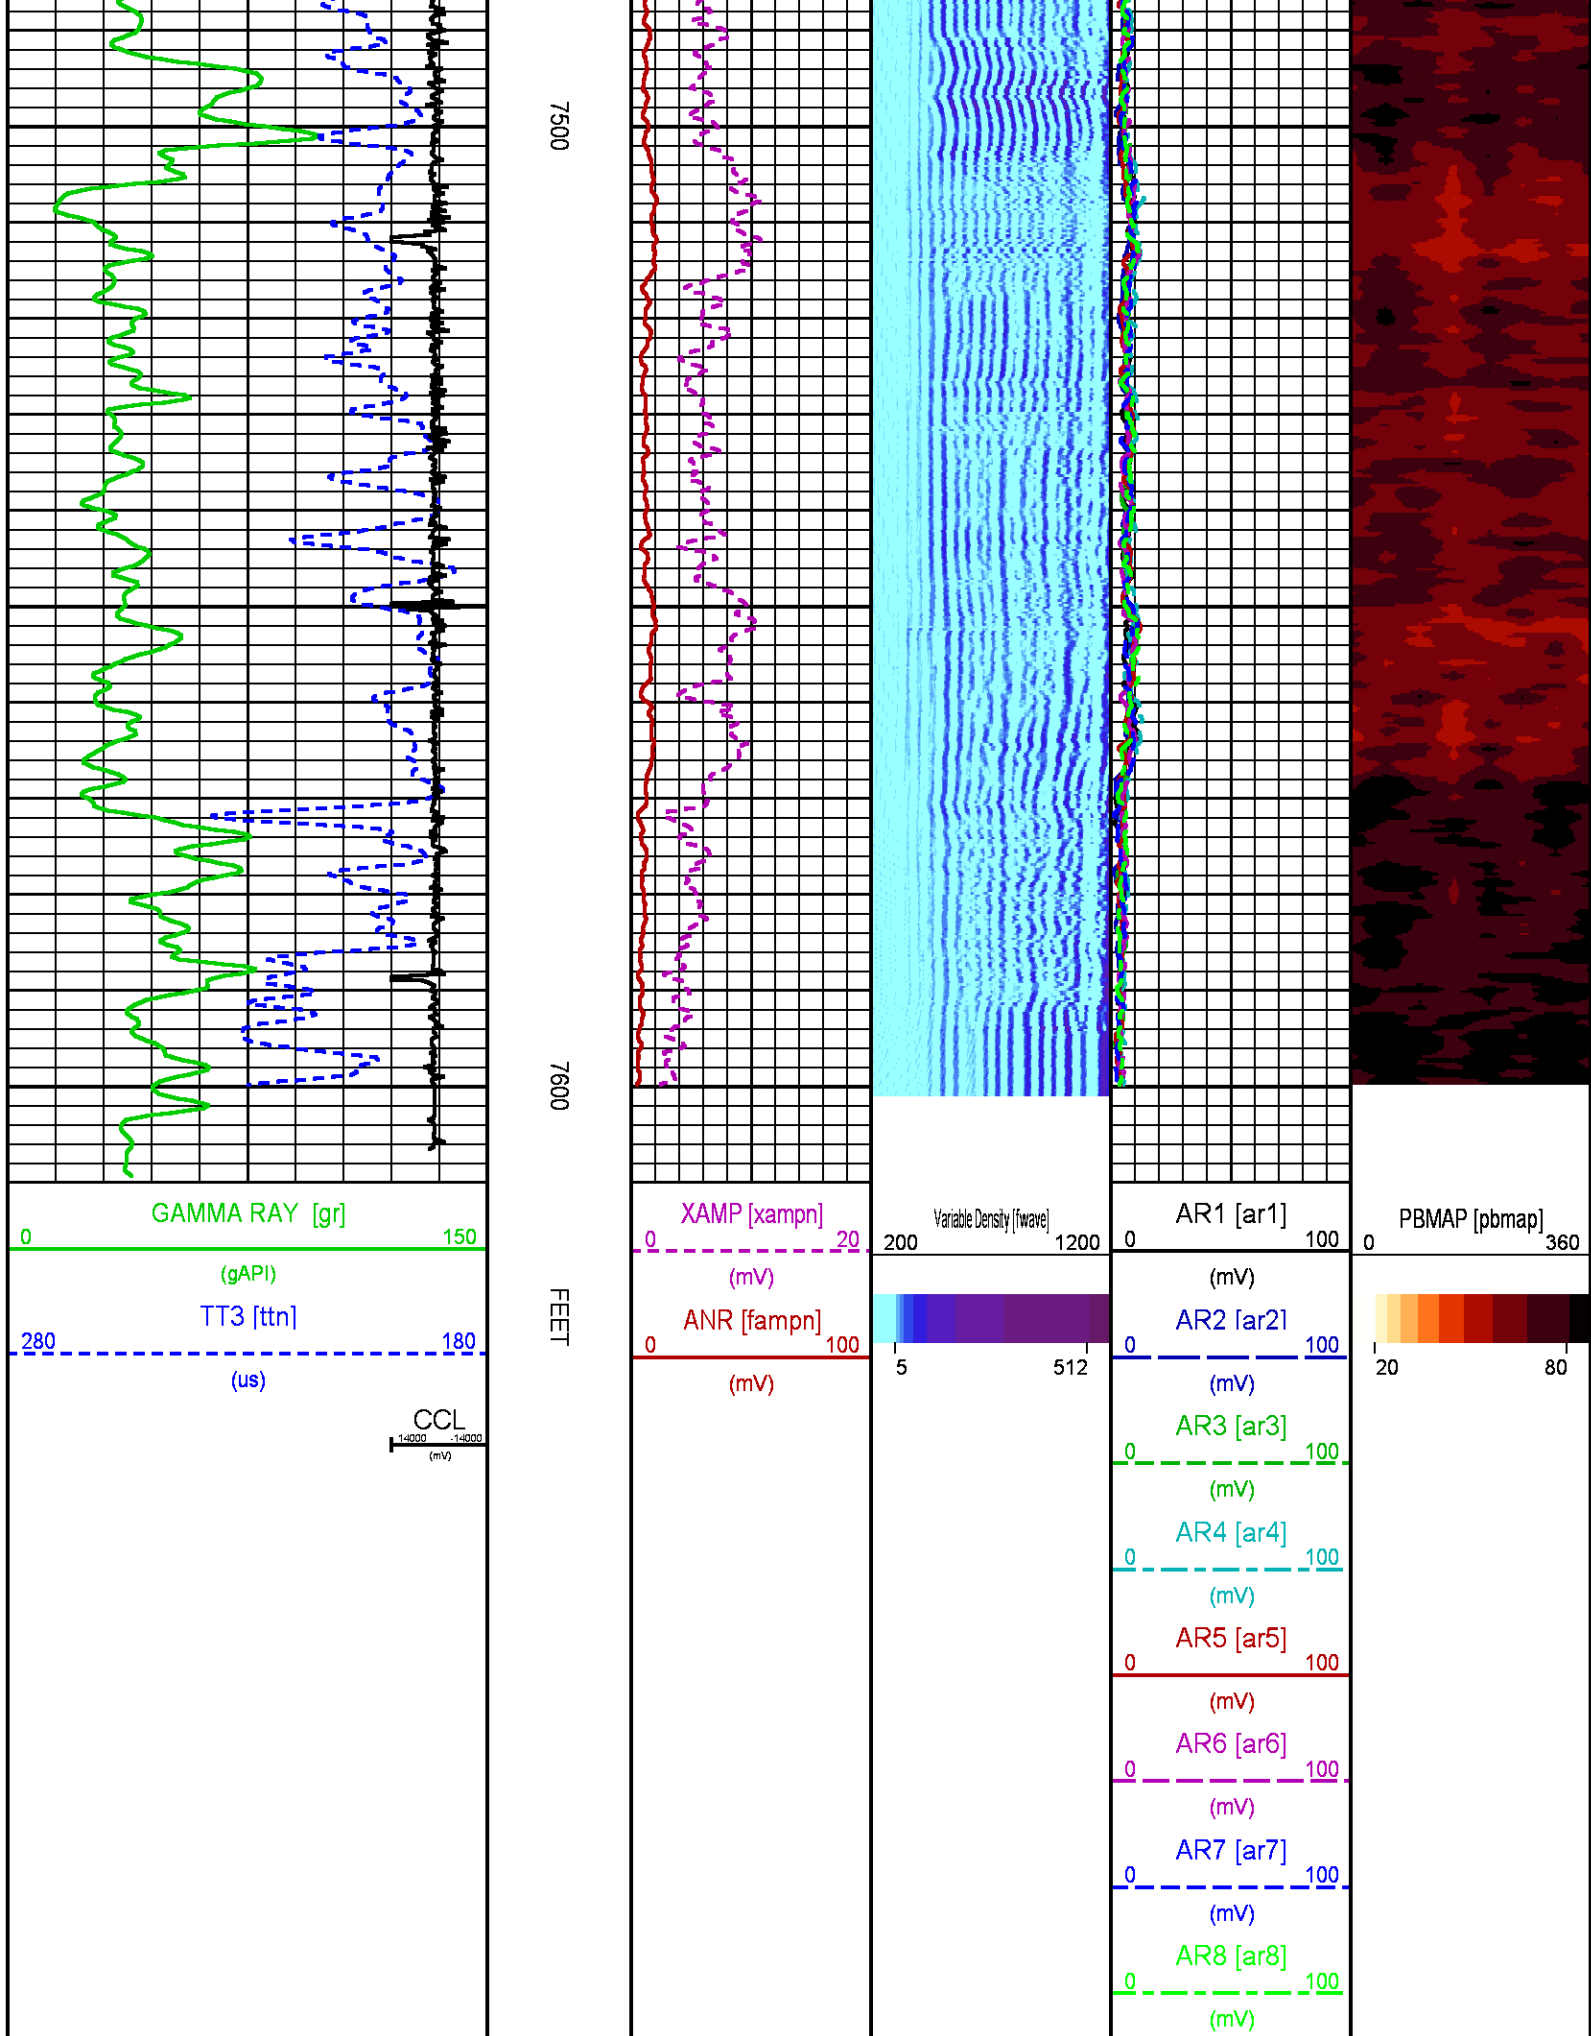 7500
7600
FEET
GAMMA RAY [gr]
0 150
(gAPI)
TT3 [ttn]
280 180
(us)
CCL
14000 -14000
(mV)
XAMP [xampn]
0 20
(mV)
ANR [fampn]
0 100
(mV)
Variable Density [fwave]
200 1200
5 512
AR1 [ar1]
0 100
(mV)
AR2 [ar2]
0 100
(mV)
AR3 [ar3]
0 100
(mV)
AR4 [ar4]
0 100
(mV)
AR5 [ar5]
0 100
(mV)
AR6 [ar6]
0 100
(mV)
AR7 [ar7]
0 100
(mV)
AR8 [ar8]
0 100
(mV)
PBMAP [pbmap]
0 360
20 80